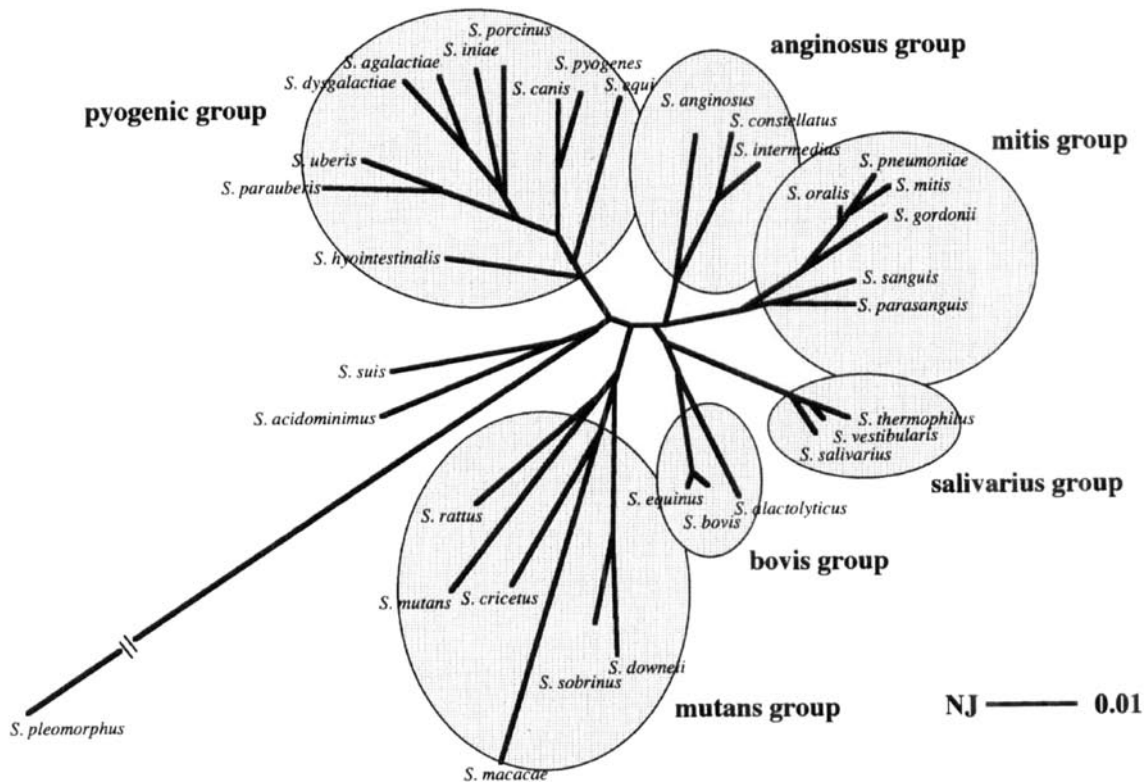 S. porcinus
S. iniae
anginosus group
S. agalactiae
S. pyogenes
S. dysgalactiae
S. canis
S. equi
pyogenic group
S. anginosus
S. constellatus
mitis group
S. intermedius
S. pneumoniae
S. uberis
S. mitis
S. parauberis
S. oralis
S. gordonii
S. hyointestinalis
S. sanguis
S. parasanguis
S. suis
S. acidominimus
S. thermophilus
S. vestibularis
S. salivarius
salivarius group
S. rattus
S. equinus
S. bovis
S. alactolyticus
bovis group
S. mutans
S. cricetus
S. downeii
S. sobrinus
mutans group
NJ 0.01
S. pleomorphus
S. macacae